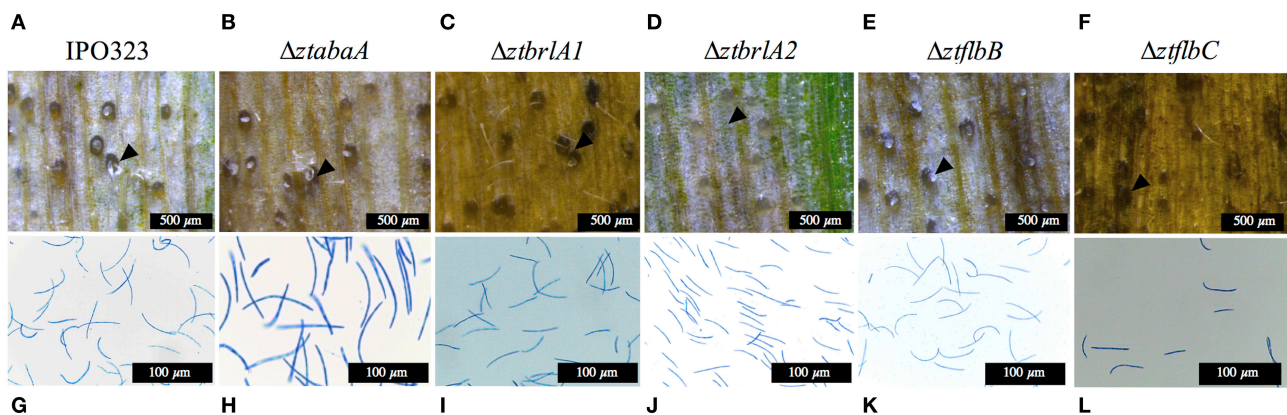 A B C D E F
IPO323 ΔztabaA ΔztbrlA1 ΔztbrlA2 ΔztflbB ΔztflbC
500 µm 500 µm 500 µm 500 µm 500 µm 500 µm
100 µm 100 µm 100 µm 100 µm 100 µm 100 µm
G H I J K L